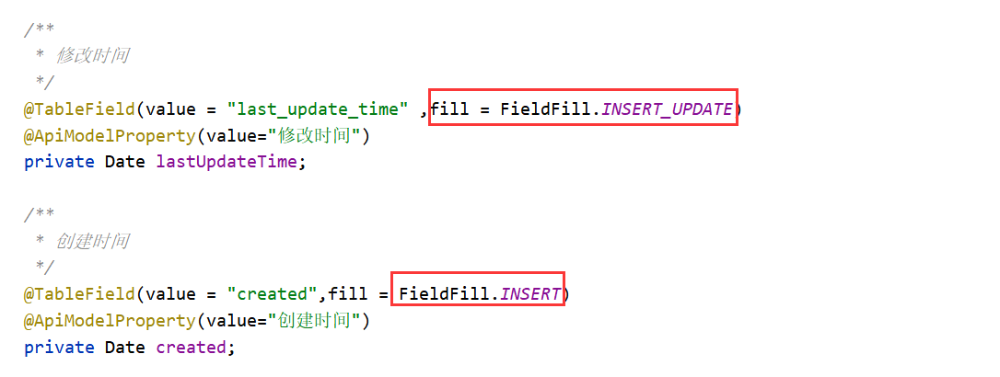 /**
 * 修改时间
 */
@TableField(value = "last_update_time" ,fill = FieldFill.INSERT_UPDATE)
@ApiModelProperty(value="修改时间")
private Date lastUpdateTime;
/**
 * 创建时间
 */
@TableField(value = "created",fill = FieldFill.INSERT)
@ApiModelProperty(value="创建时间")
private Date created;